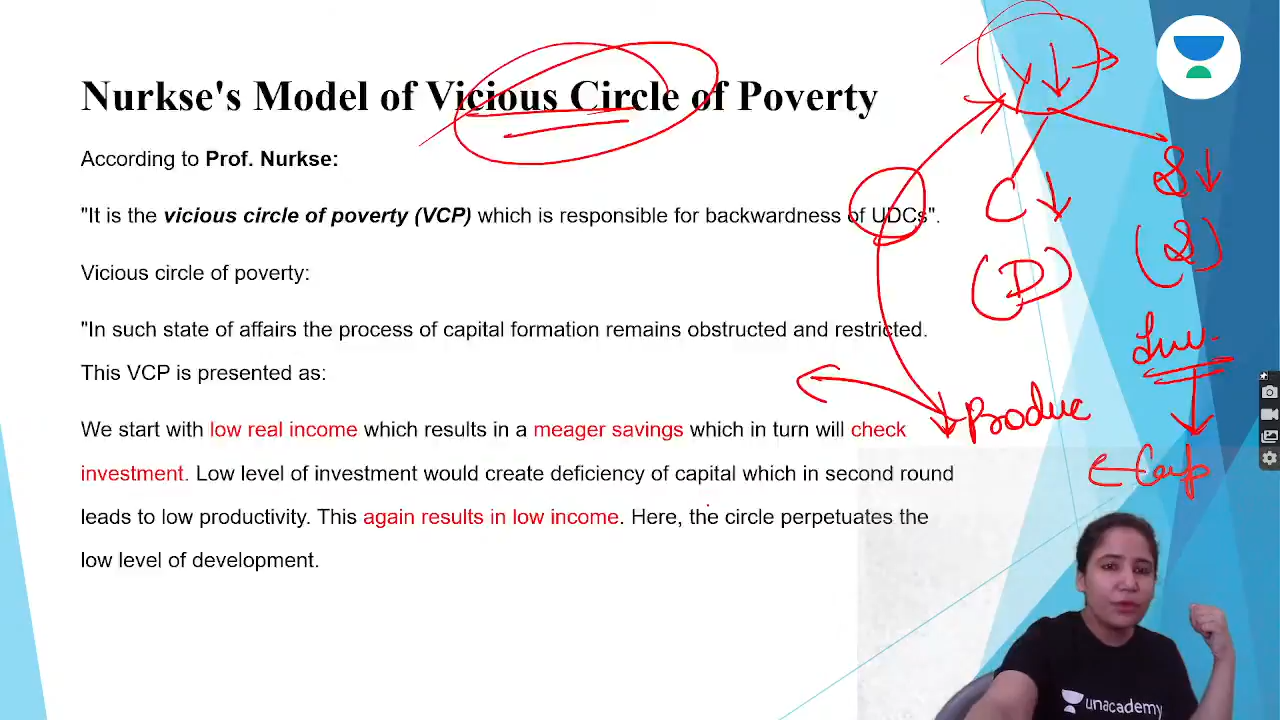 Nurkse's Model of Vicious Circle of Poverty
According to Prof. Nurkse:
"It is the vicious circle of poverty (VCP) which is responsible for backwardness of UDCs".
Vicious circle of poverty:
"In such state of affairs the process of capital formation remains obstructed and restricted.
This VCP is presented as:
We start with low real income which results in a meager savings which in turn will check
investment. Low level of investment would create deficiency of capital which in second round
leads to low productivity. This again results in low income. Here, the circle perpetuates the
low level of development.
Y↓
C↓
(D)
S↓
(S)
Inv.
Produc
Cap
unacademy